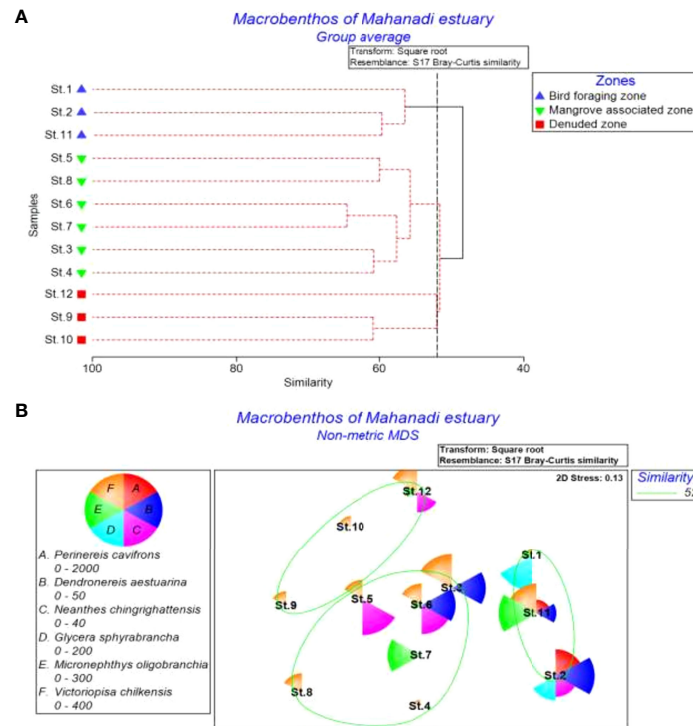 A
Macrobenthos of Mahanadi estuary
Group average
Transform: Square root
Resemblance: S17 Bray-Curtis similarity
Zones
Bird foraging zone
Mangrove associated zone
Denuded zone
Samples
St.1
St.2
St.11
St.5
St.8
St.6
St.7
St.3
St.4
St.12
St.9
St.10
100 80 60 40
Similarity
B
Macrobenthos of Mahanadi estuary
Non-metric MDS
Transform: Square root
Resemblance: S17 Bray-Curtis similarity
2D Stress: 0.13
Similarity
F A
E B
D C
A. Perinereis cavifrons
0 - 2000
B. Dendronereis aestuarina
0 - 50
C. Neanthes chingrighattensis
0 - 40
D. Glycera sphyrabrancha
0 - 200
E. Micronephthys oligobranchia
0 - 300
F. Victoriopisa chilkensis
0 - 400
St.12
St.10
St.1
St.9
St.5
St.6
St.11
St.7
St.2
St.8
St.4